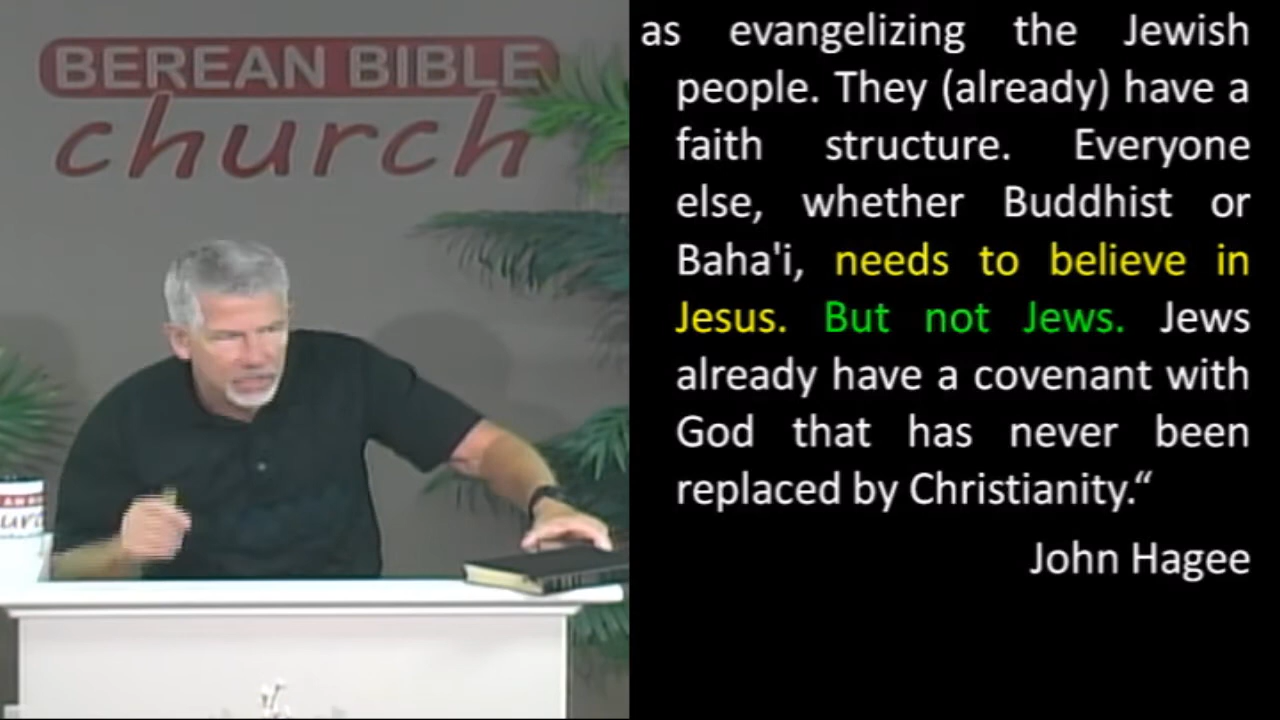 BEREAN BIBLE
church
as evangelizing the Jewish
people. They (already) have a
faith structure. Everyone
else, whether Buddhist or
Baha'i, needs to believe in
Jesus. But not Jews. Jews
already have a covenant with
God that has never been
replaced by Christianity.“
John Hagee